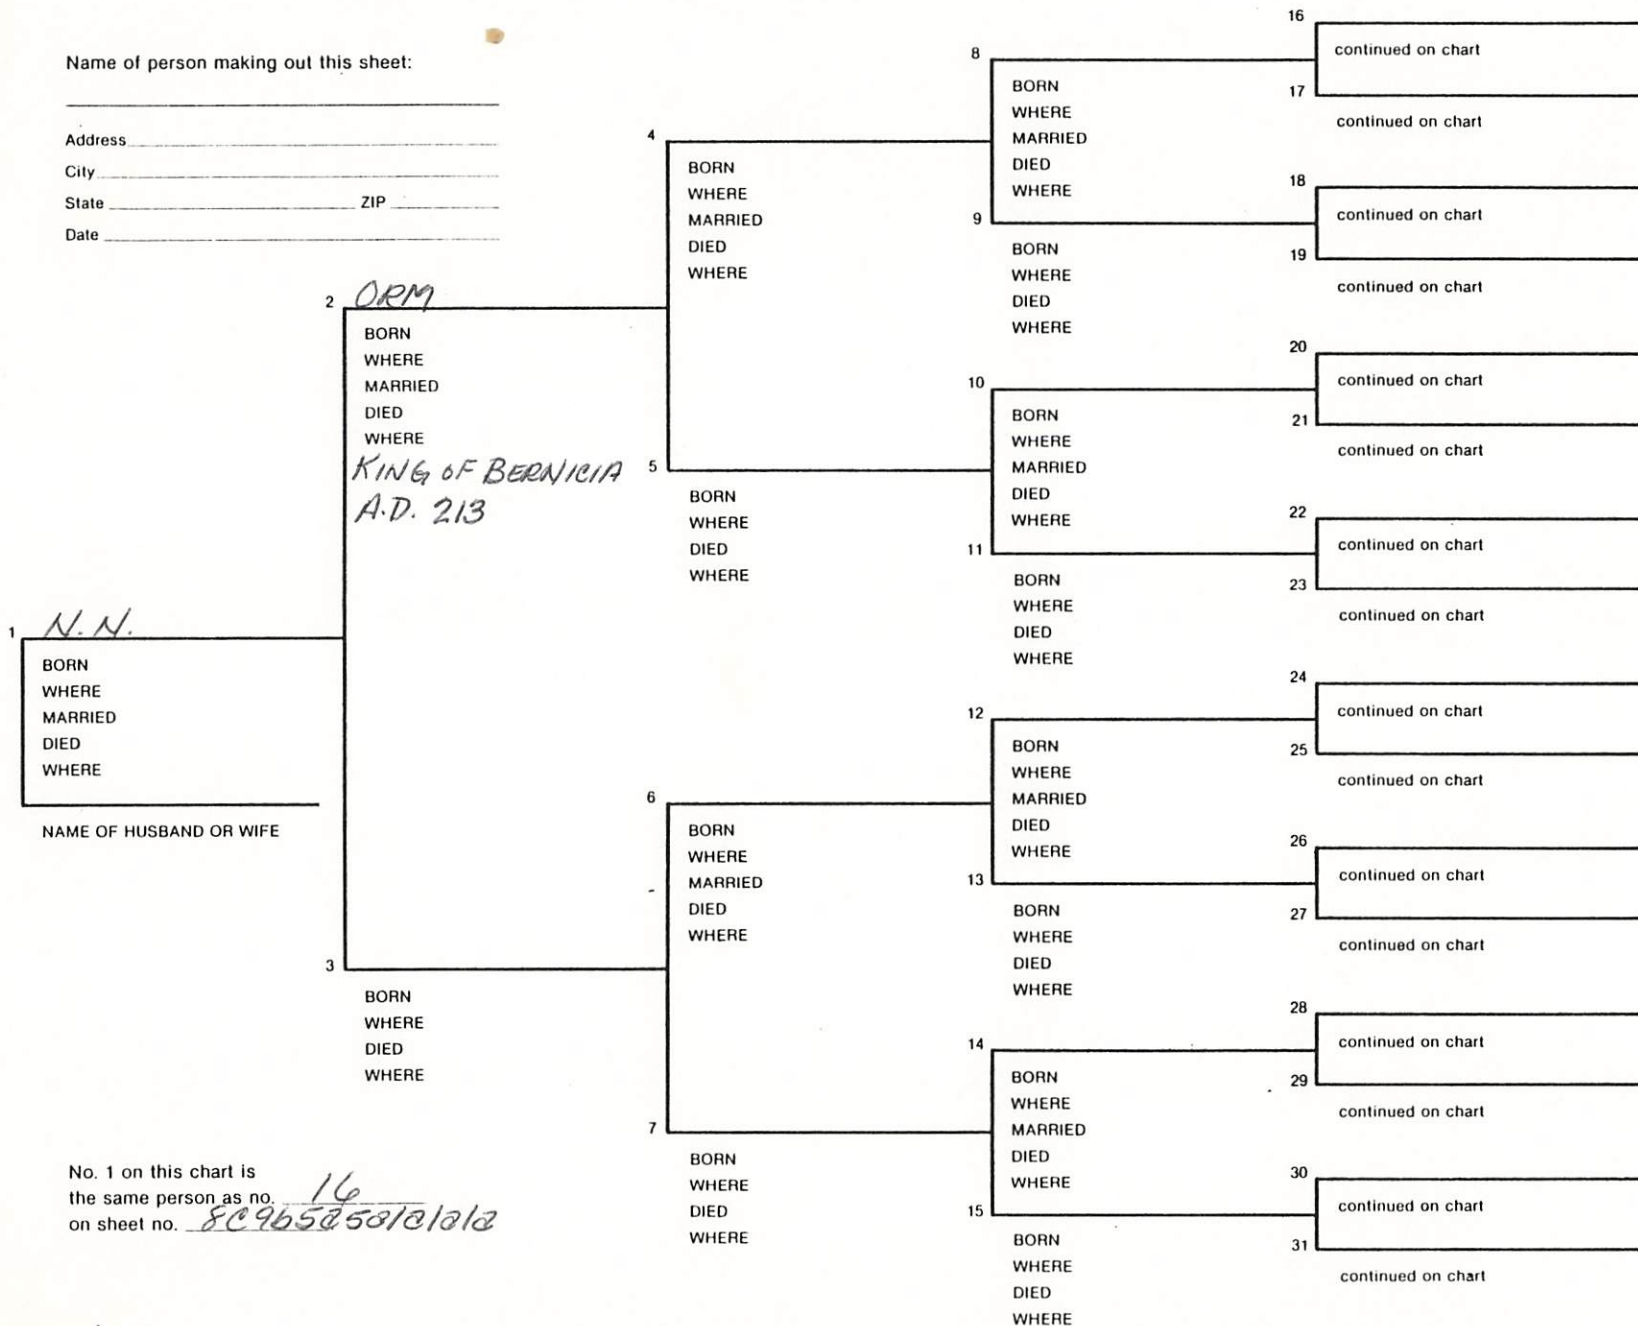 Name of person making out this sheet:
Address
City
State ZIP
Date
1 N.N.
BORN
WHERE
MARRIED
DIED
WHERE
NAME OF HUSBAND OR WIFE
2 ORM
BORN
WHERE
MARRIED
DIED
WHERE
KING OF BERNICIA
A.D. 213
3
BORN
WHERE
DIED
WHERE
4
BORN
WHERE
MARRIED
DIED
WHERE
5
BORN
WHERE
DIED
WHERE
6
BORN
WHERE
MARRIED
DIED
WHERE
7
BORN
WHERE
DIED
WHERE
8
BORN
WHERE
MARRIED
DIED
WHERE
9
BORN
WHERE
DIED
WHERE
10
BORN
WHERE
MARRIED
DIED
WHERE
11
BORN
WHERE
DIED
WHERE
12
BORN
WHERE
MARRIED
DIED
WHERE
13
BORN
WHERE
DIED
WHERE
14
BORN
WHERE
MARRIED
DIED
WHERE
15
BORN
WHERE
DIED
WHERE
16
continued on chart
17
continued on chart
18
continued on chart
19
continued on chart
20
continued on chart
21
continued on chart
22
continued on chart
23
continued on chart
24
continued on chart
25
continued on chart
26
continued on chart
27
continued on chart
28
continued on chart
29
continued on chart
30
continued on chart
31
continued on chart
No. 1 on this chart is
the same person as no. 16
on sheet no.